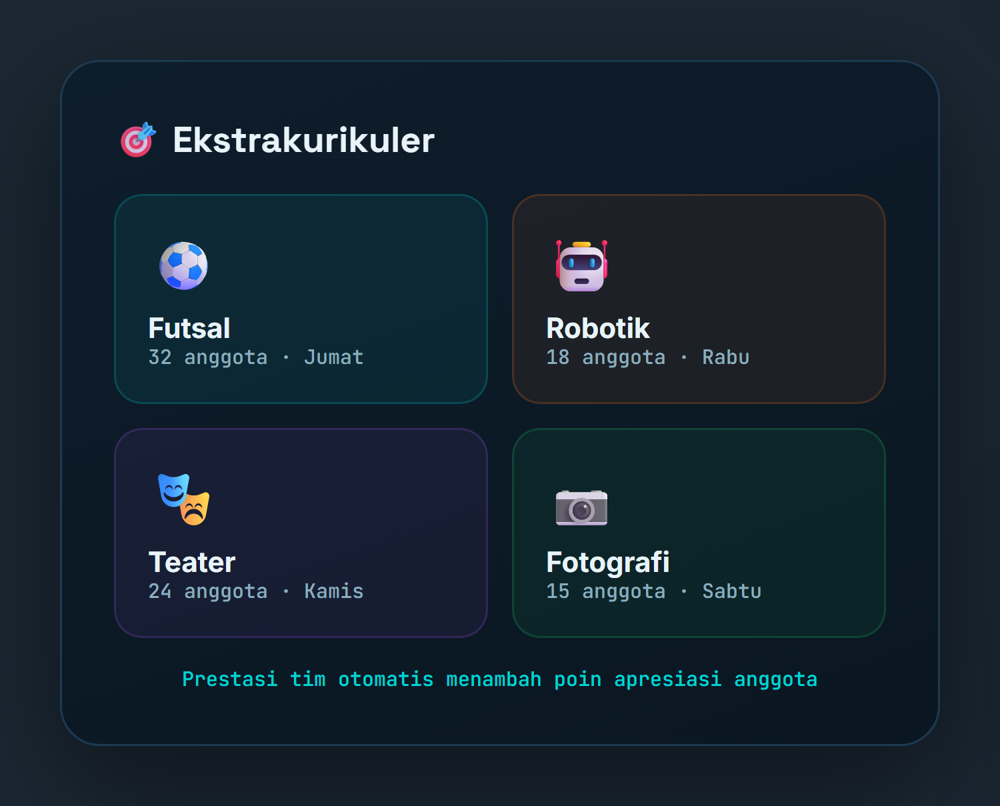 Ekstrakurikuler
Futsal
32 anggota · Jumat
Robotik
18 anggota · Rabu
Teater
24 anggota · Kamis
Fotografi
15 anggota · Sabtu
Prestasi tim otomatis menambah poin apresiasi anggota